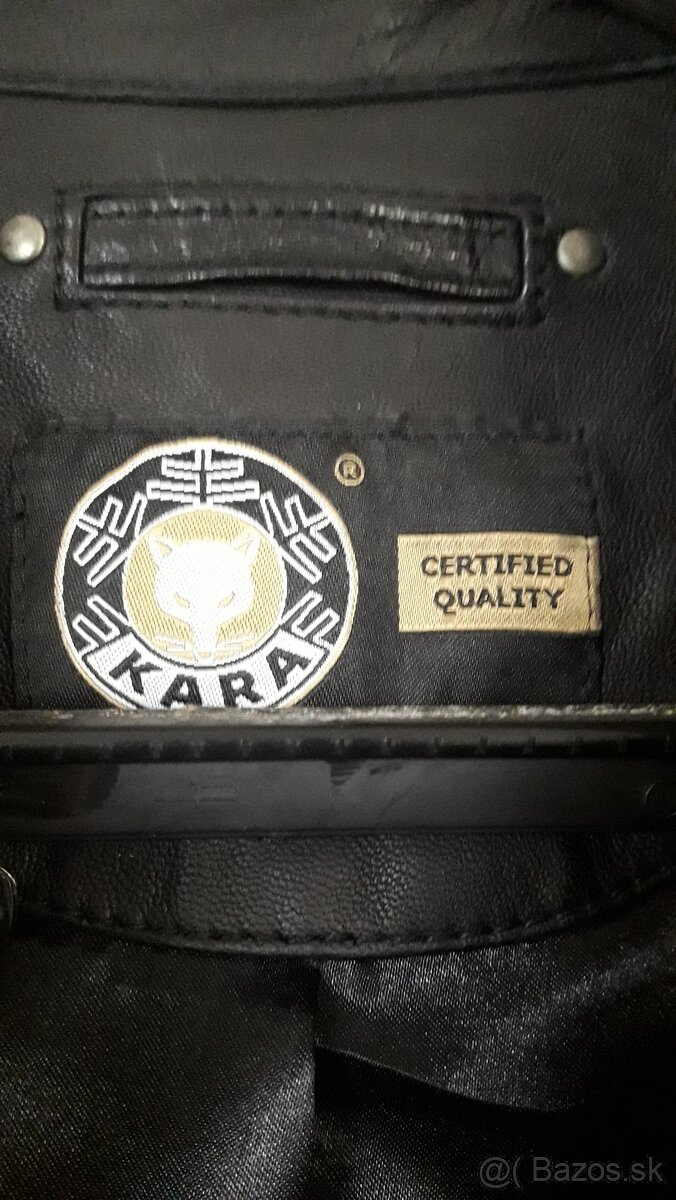 ®
CERTIFIED
QUALITY
KARA
@( Bazos.sk